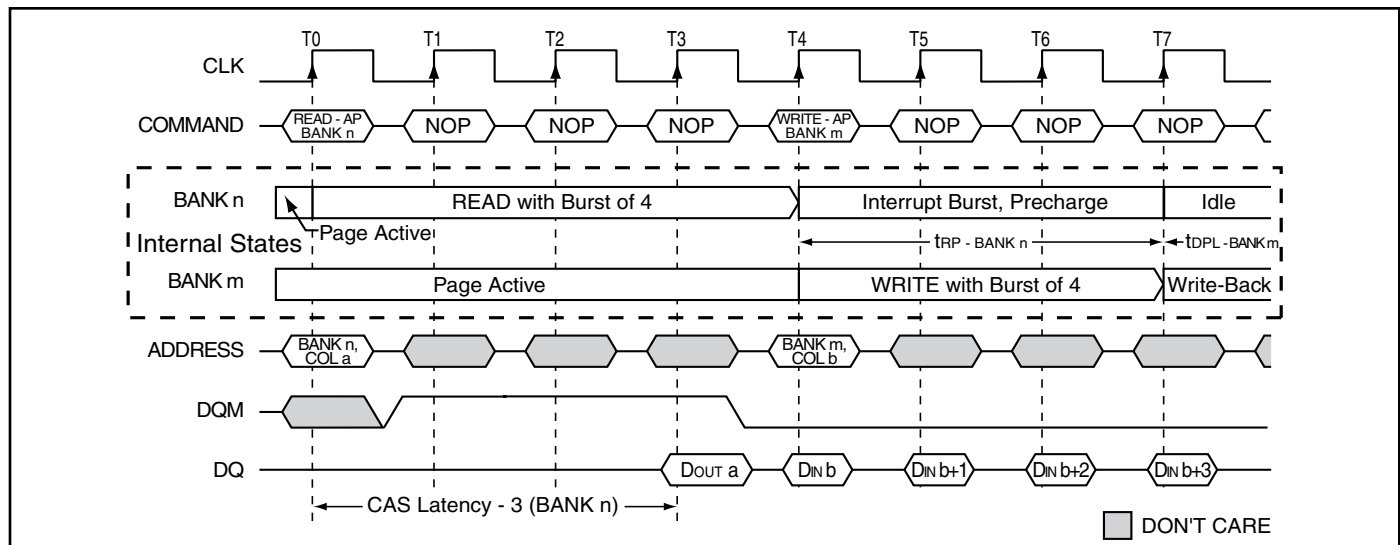 T0 T1 T2 T3 T4 T5 T6 T7
CLK
COMMAND READ - AP BANK n NOP NOP NOP WRITE - AP BANK m NOP NOP NOP
BANK n READ with Burst of 4 Interrupt Burst, Precharge Idle
Internal States Page Active tRP - BANK n tDPL - BANK m
BANK m Page Active WRITE with Burst of 4 Write-Back
ADDRESS BANK n, COL a BANK m, COL b
DQM
DQ DOUT a DIN b DIN b+1 DIN b+2 DIN b+3
CAS Latency - 3 (BANK n)
DON'T CARE